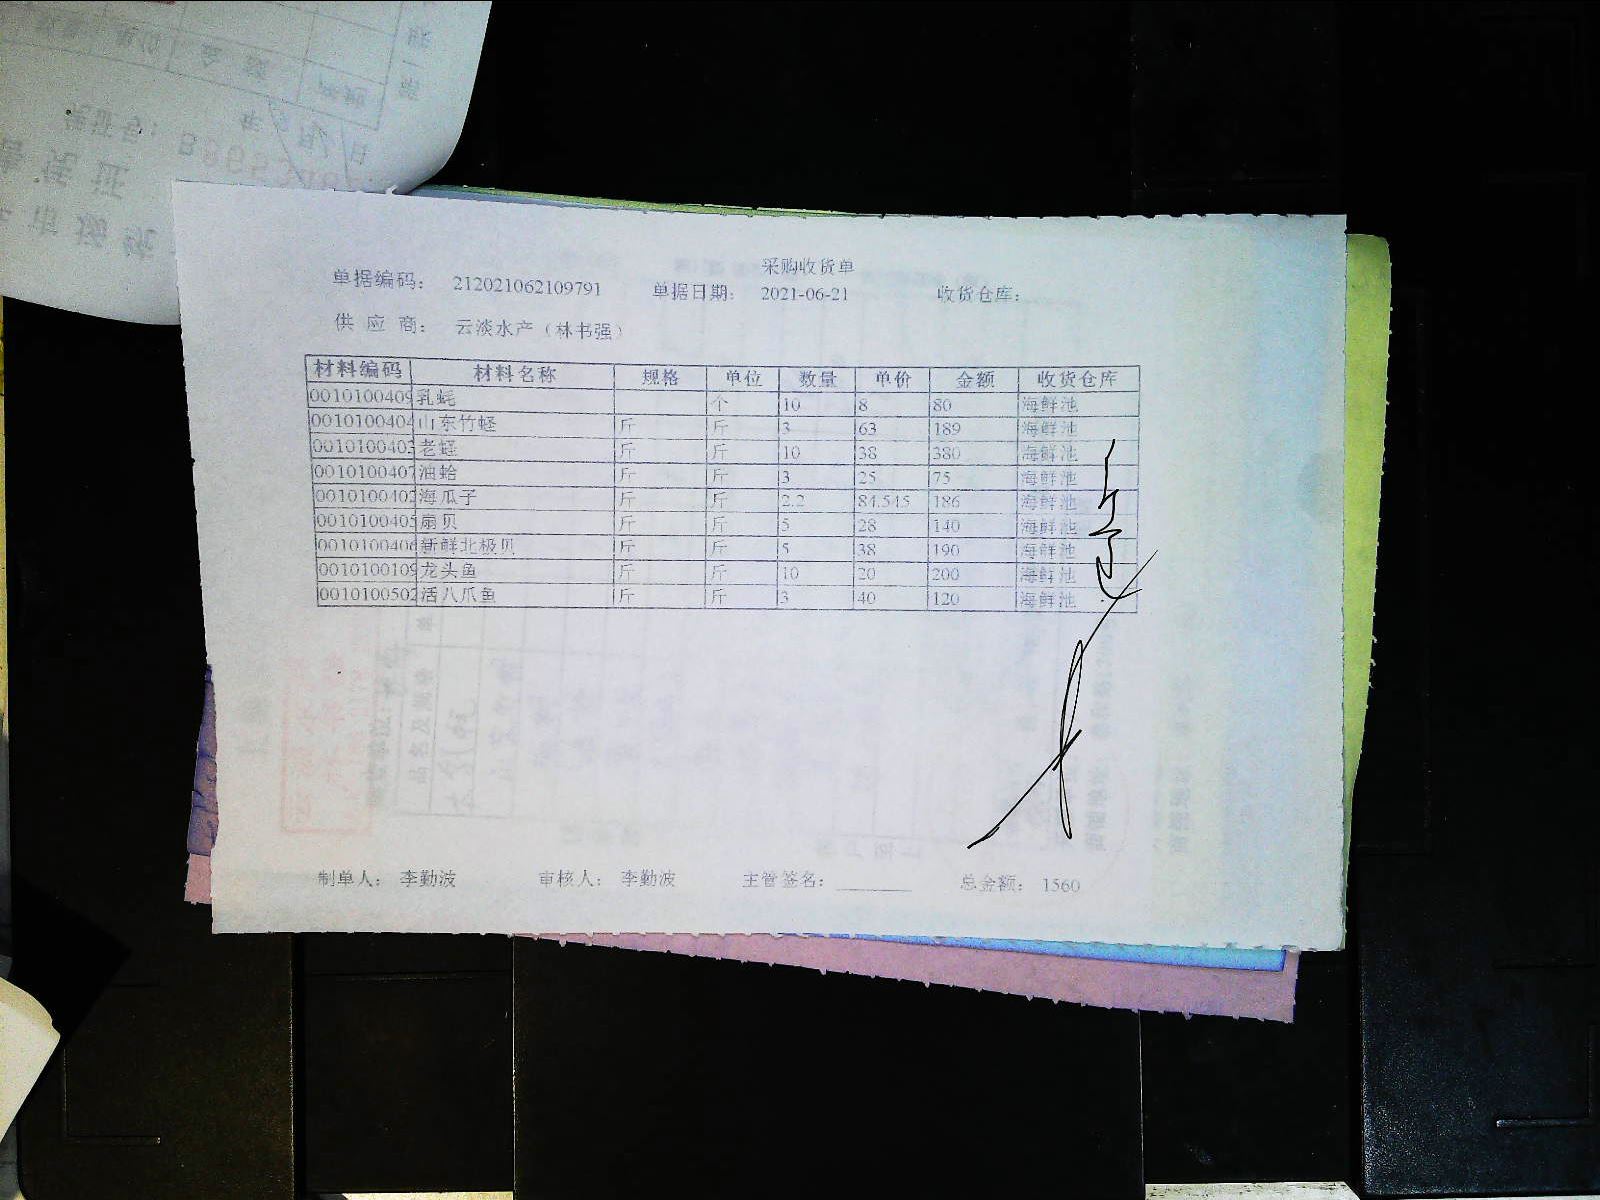 采购收货单
单据编码： 212021062109791 单据日期： 2021-06-21 收货仓库：
供 应 商： 云淡水产（林书强）
材料编码 材料名称 规格 单位 数量 单价 金额 收货仓库
0010100409 乳蚝 个 10 8 80 海鲜池
0010100404 山东竹蛏 斤 斤 3 63 189 海鲜池
001010040 老蛏 斤 斤 10 38 380 海鲜池
0010100407 油蛤 斤 斤 3 25 75 海鲜池
0010100402 海瓜子 斤 斤 2.2 84.545 186 海鲜池
0010100405 扇贝 斤 斤 5 28 140 海鲜池
0010100406 新鲜北极贝 斤 斤 5 38 190 海鲜池
0010100109 龙头鱼 斤 斤 10 20 200 海鲜池
0010100502 活八爪鱼 斤 斤 3 40 120 海鲜池
制单人： 李勤波 审核人： 李勤波 主管签名： 总金额： 1560